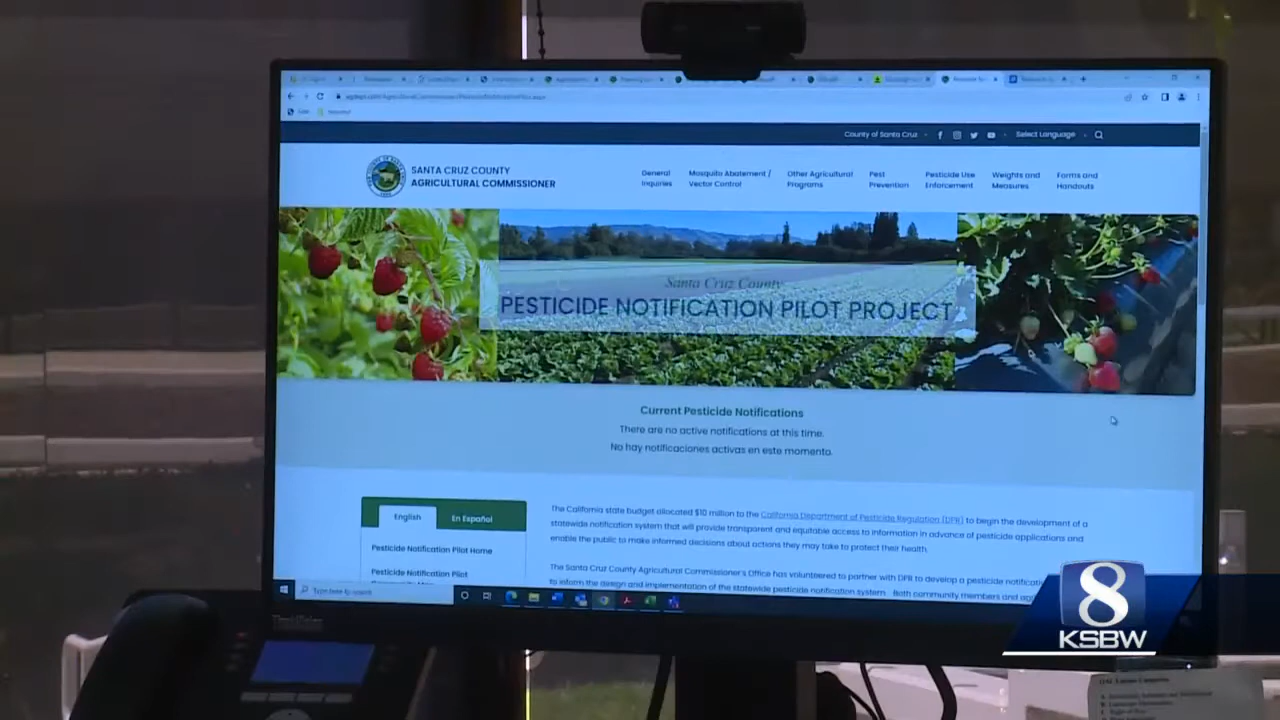 County of Santa Cruz
Select Language
SANTA CRUZ COUNTY
AGRICULTURAL COMMISSIONER
General Inquiries
Mosquito Abatement / Vector Control
Other Agricultural Programs
Pest Prevention
Pesticide Use Enforcement
Weights and Measures
Forms and Handouts
Santa Cruz County
PESTICIDE NOTIFICATION PILOT PROJECT
Current Pesticide Notifications
There are no active notifications at this time.
No hay notificaciones activas en este momento.
English
En Español
Pesticide Notification Pilot Home
Pesticide Notification Pilot
The California state budget allocated $10 million to the California Department of Pesticide Regulation (DPR) to begin the development of a
statewide notification system that will provide transparent and equitable access to information in advance of pesticide applications and
enable the public to make informed decisions about actions they may take to protect their health.
The Santa Cruz County Agricultural Commissioner's Office has volunteered to partner with DPR to develop a pesticide
to inform the design and implementation of the statewide pesticide notification system. Both community members and
Type here to search
ThinkVision
8
KSBW